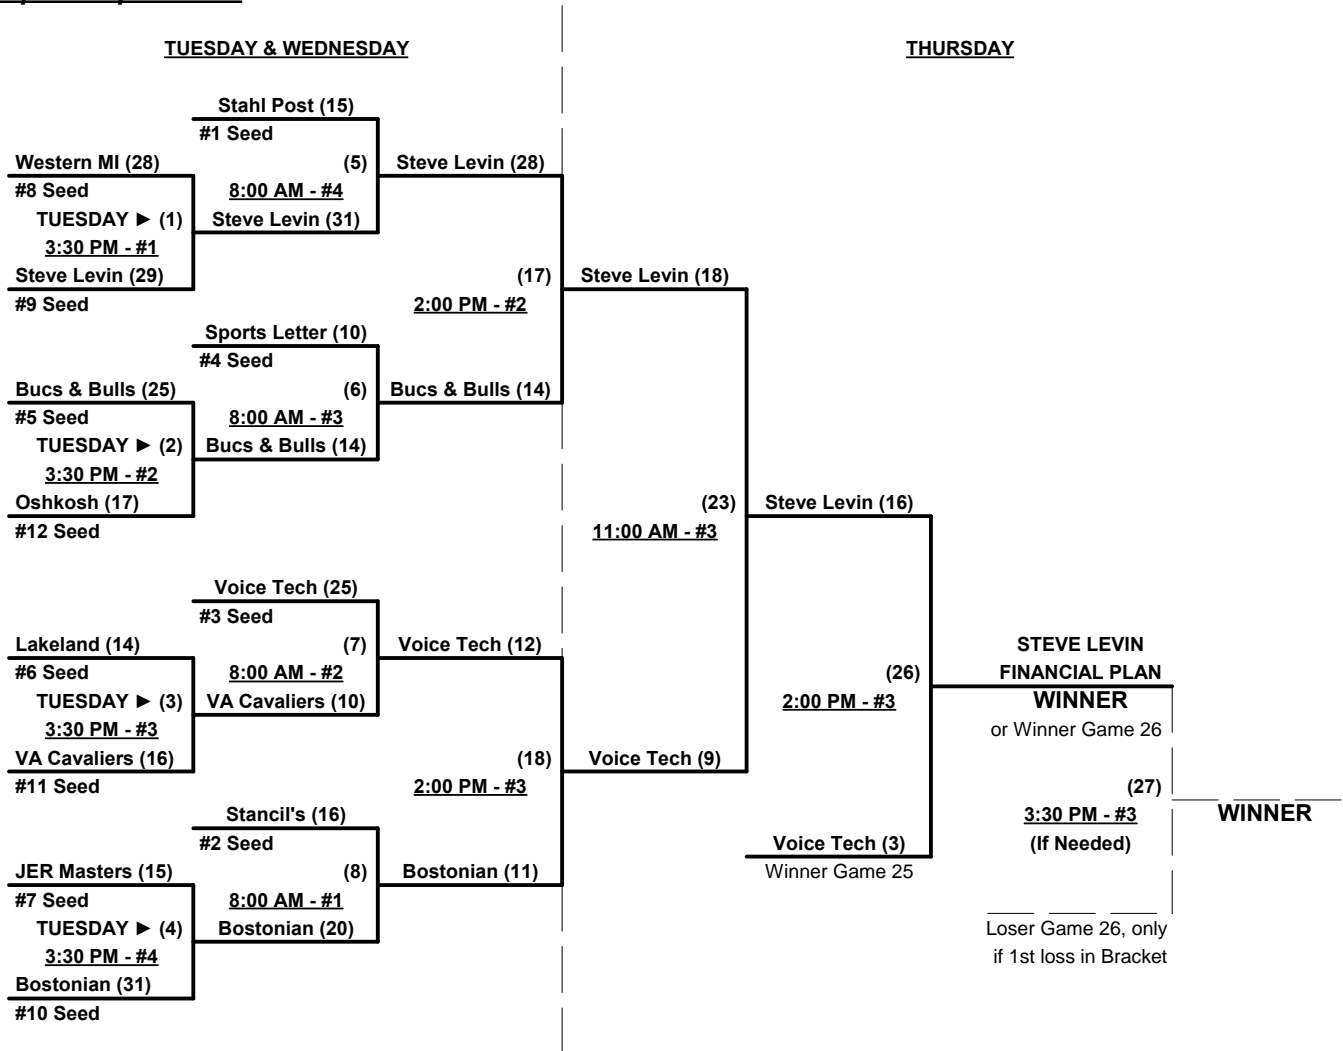 TUESDAY & WEDNESDAY
THURSDAY
Stahl Post (15)
#1 Seed
Western MI (28)
(5)
Steve Levin (28)
#8 Seed
8:00 AM - #4
TUESDAY ► (1)
Steve Levin (31)
3:30 PM - #1
Steve Levin (29)
(17)
Steve Levin (18)
#9 Seed
2:00 PM - #2
Sports Letter (10)
#4 Seed
Bucs & Bulls (25)
(6)
Bucs & Bulls (14)
#5 Seed
8:00 AM - #3
TUESDAY ► (2)
Bucs & Bulls (14)
3:30 PM - #2
Oshkosh (17)
(23)
Steve Levin (16)
#12 Seed
11:00 AM - #3
Voice Tech (25)
#3 Seed
Lakeland (14)
(7)
Voice Tech (12)
STEVE LEVIN
#6 Seed
8:00 AM - #2
(26)
FINANCIAL PLAN
TUESDAY ► (3)
VA Cavaliers (10)
2:00 PM - #3
WINNER
3:30 PM - #3
or Winner Game 26
VA Cavaliers (16)
(18)
Voice Tech (9)
#11 Seed
2:00 PM - #3
(27)
Stancil's (16)
3:30 PM - #3
WINNER
#2 Seed
Voice Tech (3)
(If Needed)
JER Masters (15)
(8)
Bostonian (11)
Winner Game 25
#7 Seed
8:00 AM - #1
TUESDAY ► (4)
Bostonian (20)
Loser Game 26, only
3:30 PM - #4
if 1st loss in Bracket
Bostonian (31)
#10 Seed